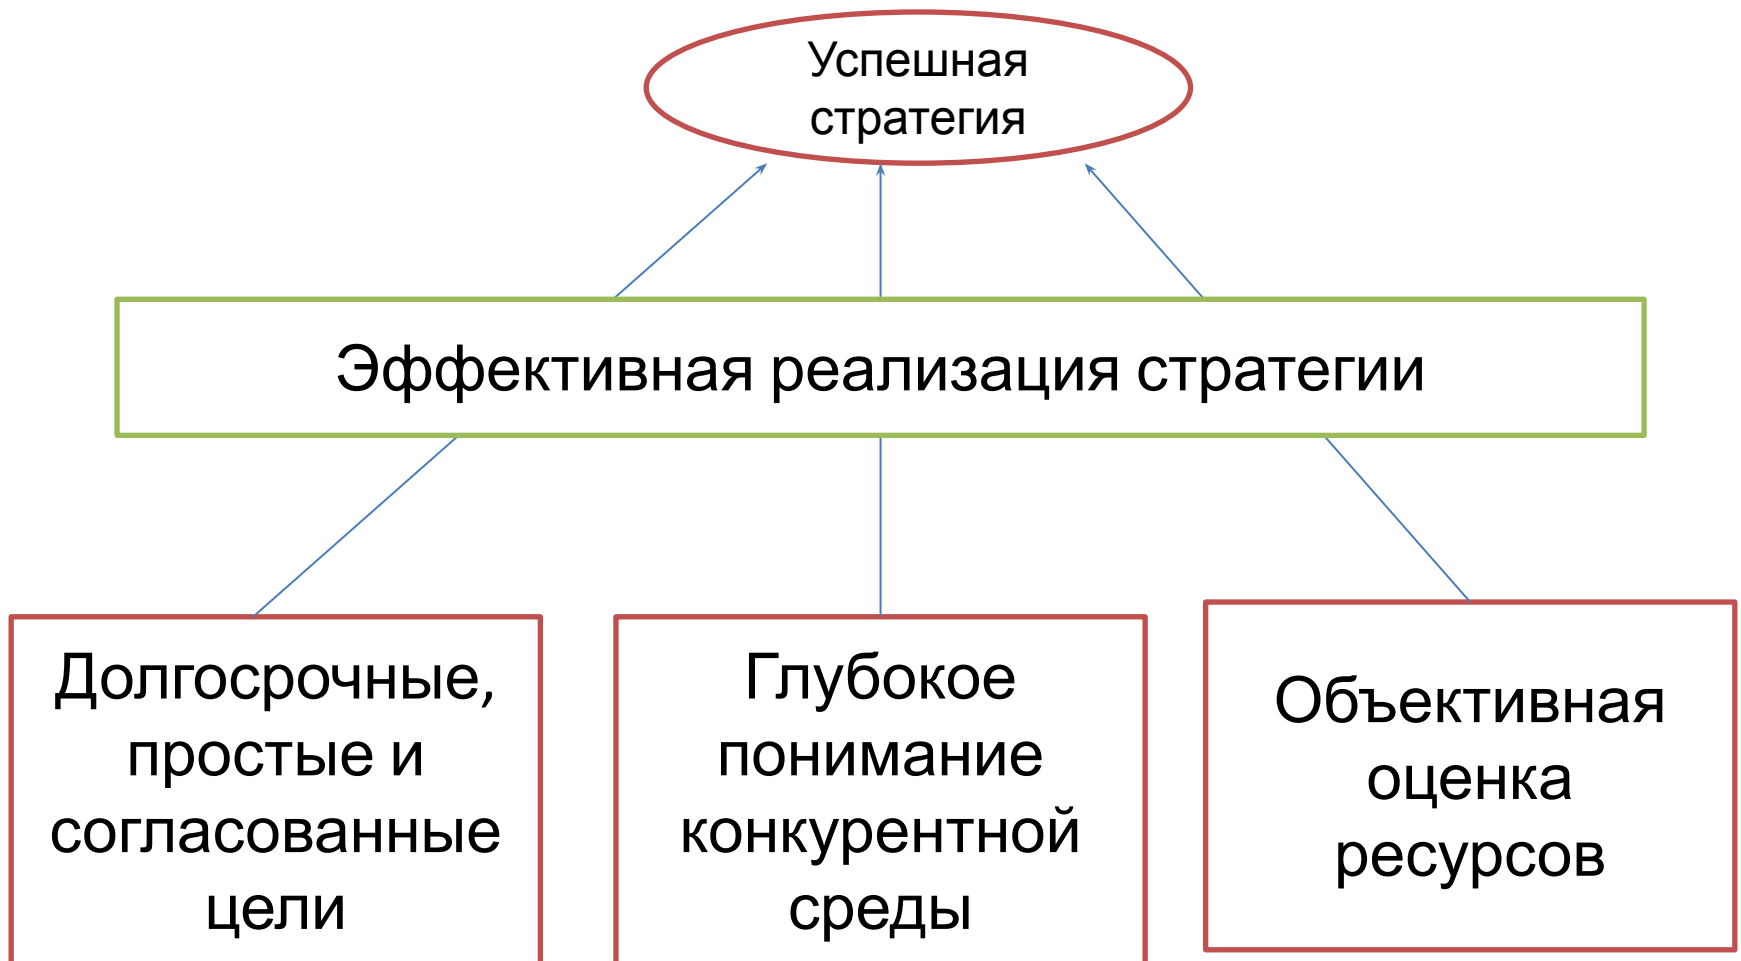 Успешная
стратегия
Эффективная реализация стратегии
Долгосрочные,
простые и
согласованные
цели
Глубокое
понимание
конкурентной
среды
Объективная
оценка
ресурсов